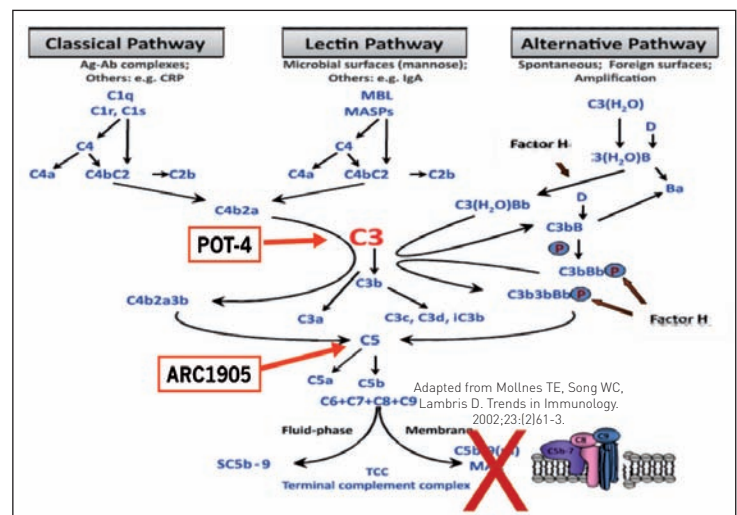 Classical Pathway
Ag-Ab complexes;
Others: e.g. CRP
C1q
C1r, C1s
C4
C4a
C4bC2
C2b
Lectin Pathway
Microbial surfaces (mannose);
Others: e.g. IgA
MBL
MASPs
C4
C4a
C4bC2
C2b
Alternative Pathway
Spontaneous; Foreign surfaces;
Amplification
C3(H₂O)
D
Factor H
:3(H₂O)B
Ba
C3(H₂O)Bb
D
C3bB
P
C3bBb P
C3b3bBb P
Factor H
C4b2a
POT-4
C3
C3b
C4b2a3b
C3a
C3c, C3d, iC3b
C5
ARC1905
C5a
C5b
C6+C7+C8+C9
Adapted from Mollnes TE, Song WC,
Lambris D. Trends in Immunology.
2002;23:(2)61-3.
Fluid-phase
Membrane
SC5b-9
TCC
Terminal complement complex
C5b-7
C8
C9